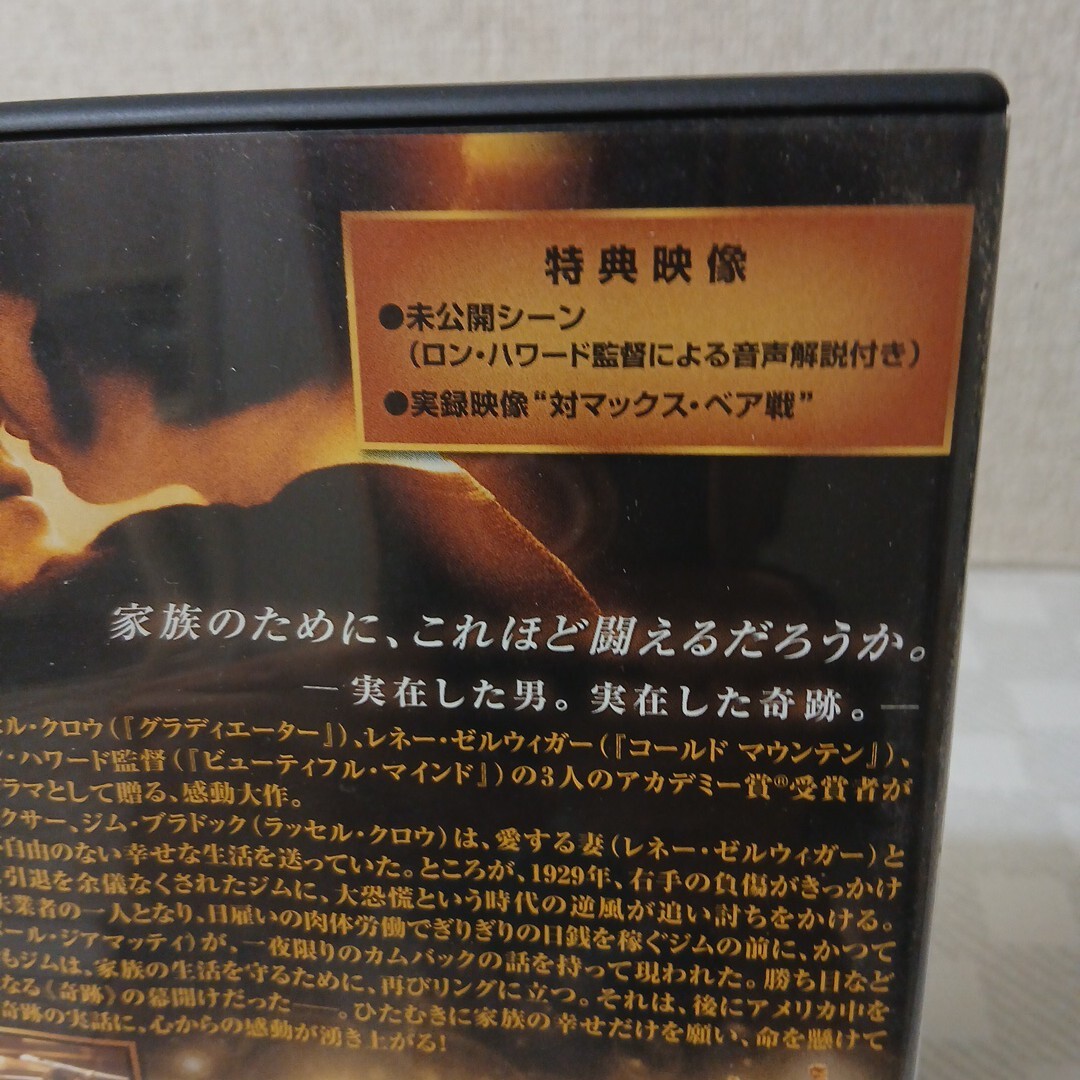 特典映像
●未公開シーン
（ロン・ハワード監督による音声解説付き）
●実録映像“対マックス・ベア戦”
家族のために、これほど闘えるだろうか。
―実在した男。実在した奇跡。―
セル・クロウ（『グラディエーター』）、レネー・ゼルウィガー（『コールド マウンテン』）、
・ハワード監督（『ビューティフル・マインド』）の3人のアカデミー賞®受賞者が
ドラマとして贈る、感動大作。
クサー、ジム・ブラドック（ラッセル・クロウ）は、愛する妻（レネー・ゼルウィガー）と
自由のない幸せな生活を送っていた。ところが、1929年、右手の負傷がきっかけ
引退を余儀なくされたジムに、大恐慌という時代の逆風が追い討ちをかける。
失業者の一人となり、日雇いの肉体労働でぎりぎりの日銭を稼ぐジムの前に、かつて
ール・ジアマッティ）が、一夜限りのカムバックの話を持って現われた。勝ち目など
もジムは、家族の生活を守るために、再びリングに立つ。それは、後にアメリカ中を
なる《奇跡》の幕開けだった――。ひたむきに家族の幸せだけを願い、命を懸けて
奇跡の実話に、心からの感動が湧き上がる！